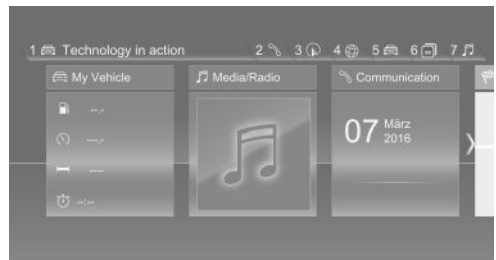 1 Technology in action 2 3 4 5 6 7
My Vehicle
Media/Radio
Communication
--.-
---.-
----
--:--
07 März
2016